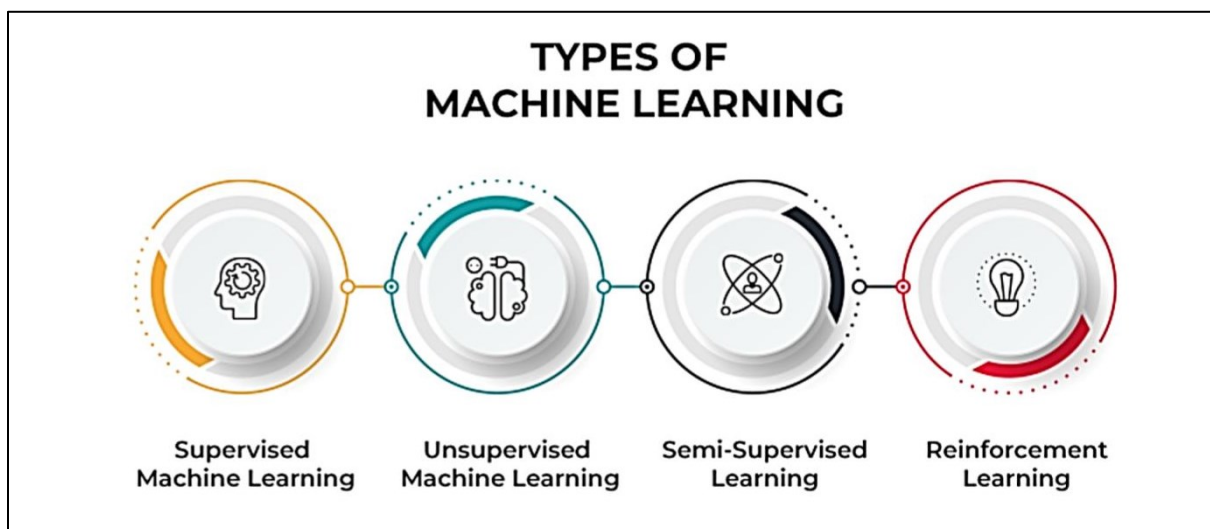 TYPES OF
MACHINE LEARNING
Supervised
Machine Learning
Unsupervised
Machine Learning
Semi-Supervised
Learning
Reinforcement
Learning